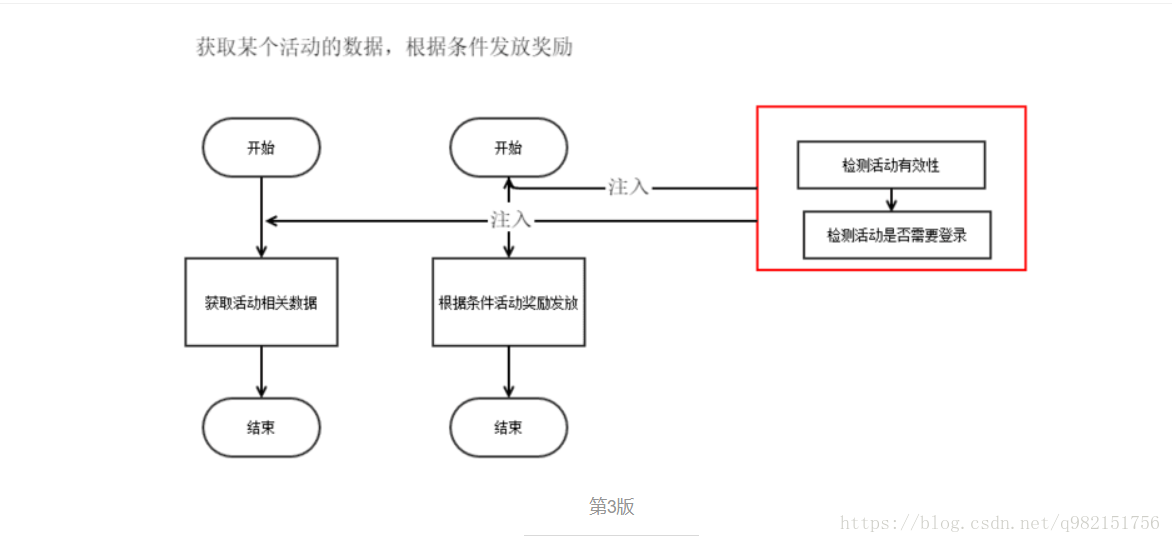 获取某个活动的数据，根据条件发放奖励
开始
开始
检测活动有效性
注入
注入
检测活动是否需要登录
获取活动相关数据
根据条件活动奖励发放
结束
结束
第3版
https://blog.csdn.net/q982151756